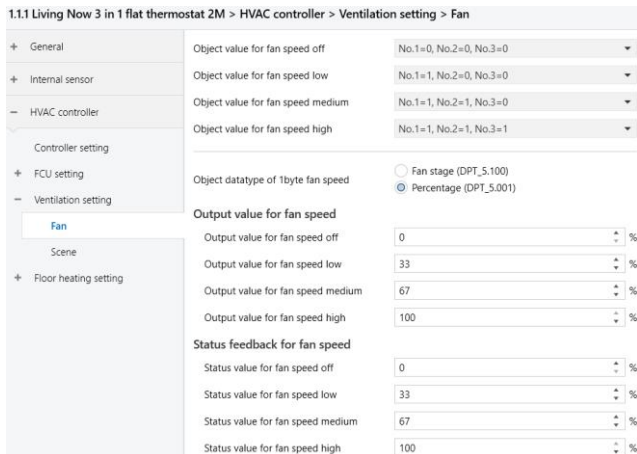 1.1.1 Living Now 3 in 1 flat thermostat 2M > HVAC controller > Ventilation setting > Fan
+ General
+ Internal sensor
− HVAC controller
Controller setting
+ FCU setting
− Ventilation setting
Fan
Scene
+ Floor heating setting
Object value for fan speed off No.1=0, No.2=0, No.3=0
Object value for fan speed low No.1=1, No.2=0, No.3=0
Object value for fan speed medium No.1=1, No.2=1, No.3=0
Object value for fan speed high No.1=1, No.2=1, No.3=1
Object datatype of 1byte fan speed
Fan stage (DPT_5.100)
Percentage (DPT_5.001)
Output value for fan speed
Output value for fan speed off 0 %
Output value for fan speed low 33 %
Output value for fan speed medium 67 %
Output value for fan speed high 100 %
Status feedback for fan speed
Status value for fan speed off 0 %
Status value for fan speed low 33 %
Status value for fan speed medium 67 %
Status value for fan speed high 100 %